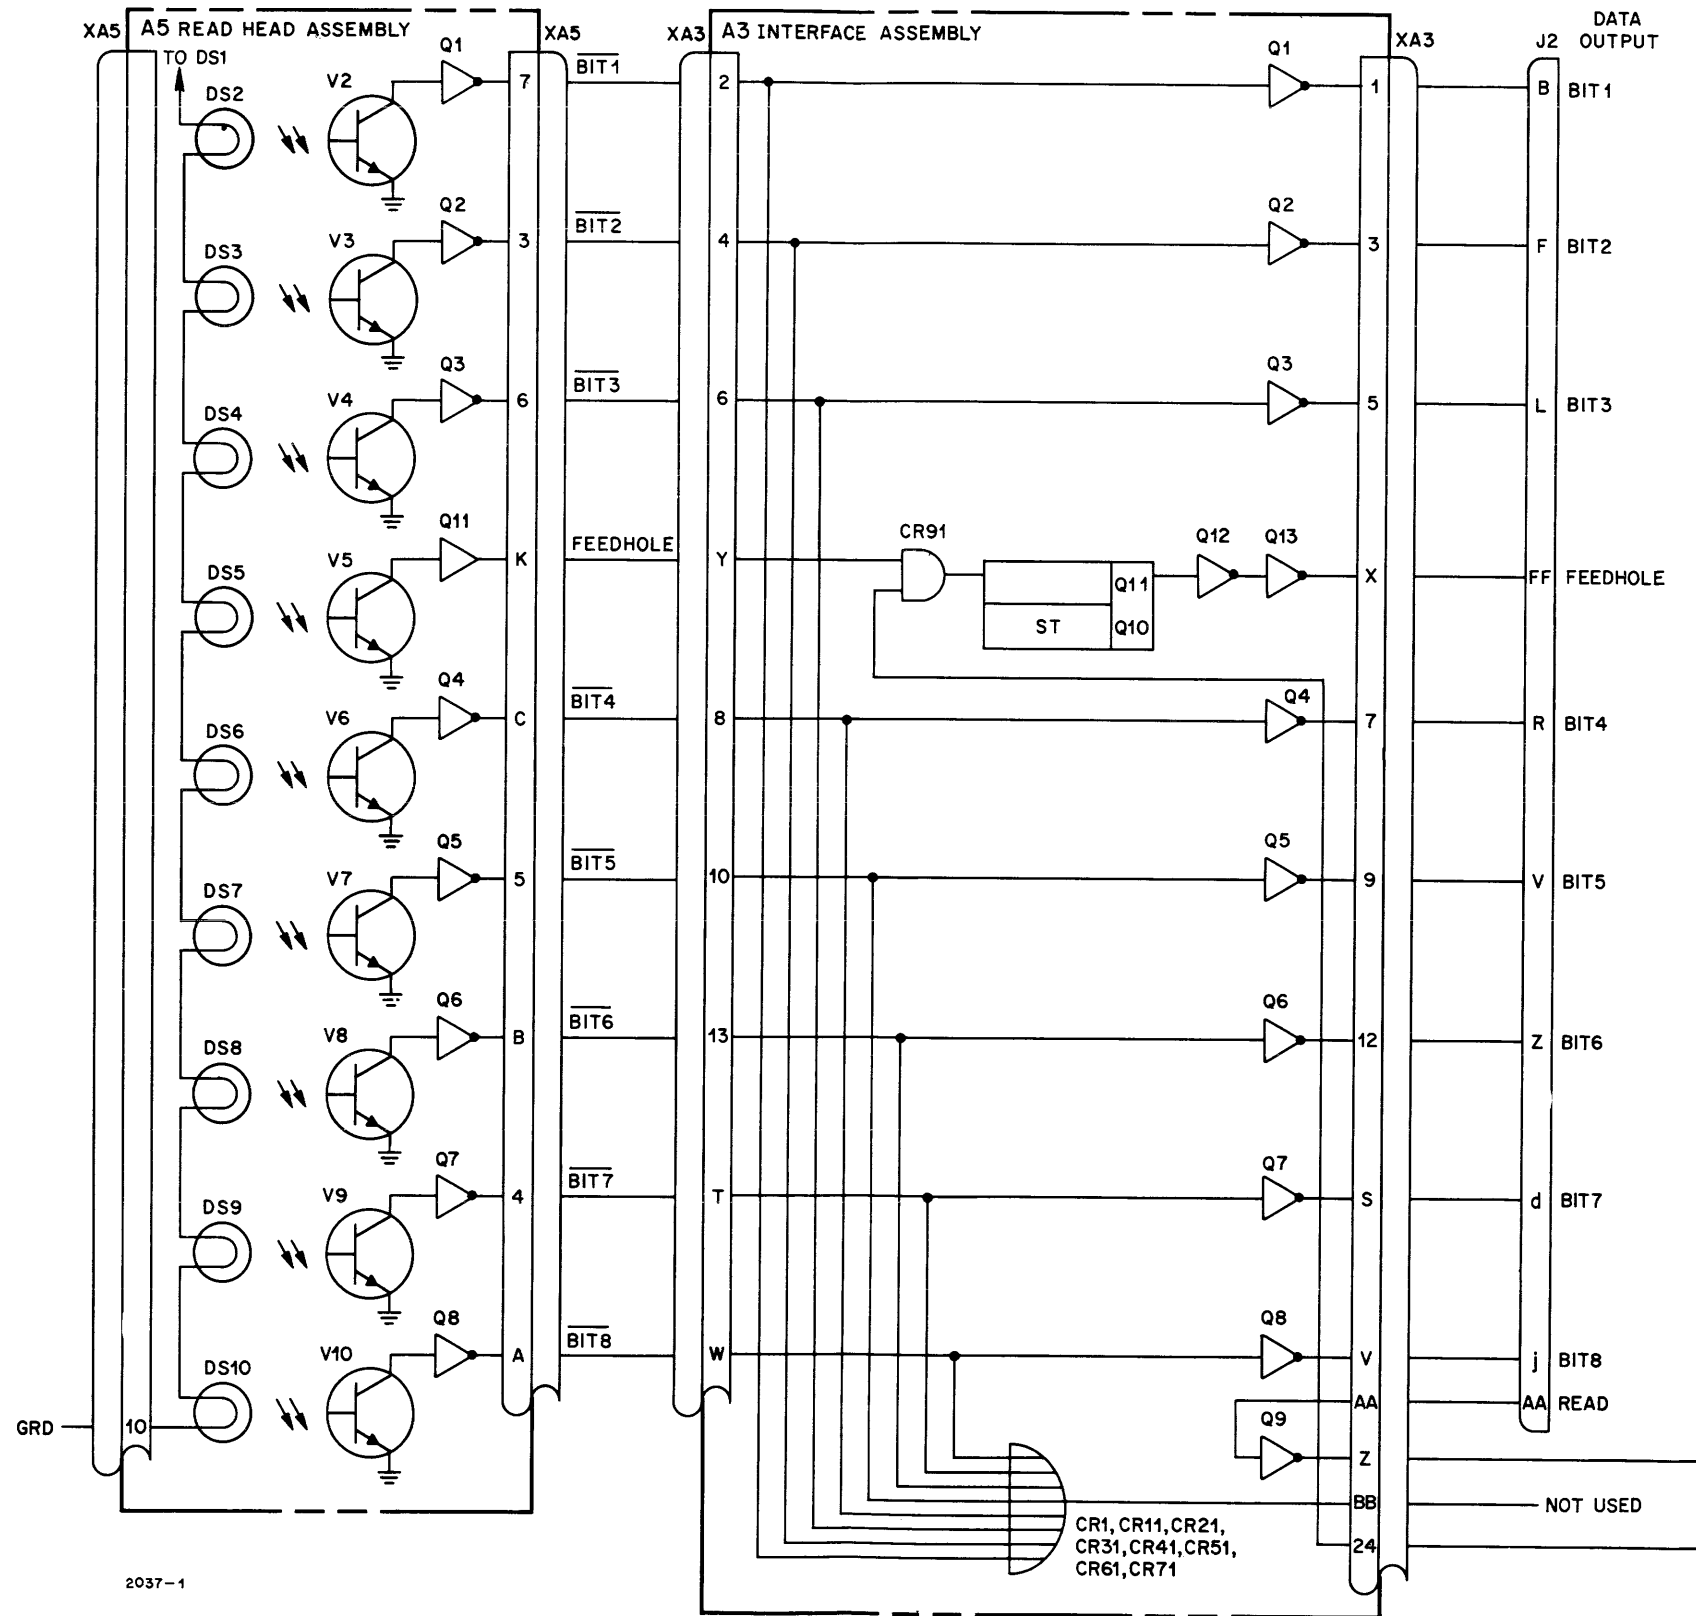 XA5 A5 READ HEAD ASSEMBLY XA5 XA3 A3 INTERFACE ASSEMBLY XA3 J2 DATA OUTPUT
TO DS1
DS2 V2 Q1 7 BIT1 2 Q1 1 B BIT1
DS3 V3 Q2 3 BIT2 4 Q2 3 F BIT2
DS4 V4 Q3 6 BIT3 6 Q3 5 L BIT3
DS5 V5 Q11 K FEEDHOLE Y CR91 Q11 Q12 Q13 X FF FEEDHOLE
ST Q10
DS6 V6 Q4 C BIT4 8 Q4 7 R BIT4
DS7 V7 Q5 5 BIT5 10 Q5 9 V BIT5
DS8 V8 Q6 B BIT6 13 Q6 12 Z BIT6
DS9 V9 Q7 4 BIT7 T Q7 S d BIT7
DS10 V10 Q8 A BIT8 W Q8 V j BIT8
AA AA READ
GRD 10 Q9 Z
BB NOT USED
CR1, CR11, CR21,
CR31, CR41, CR51,
CR61, CR71
24
2037-1